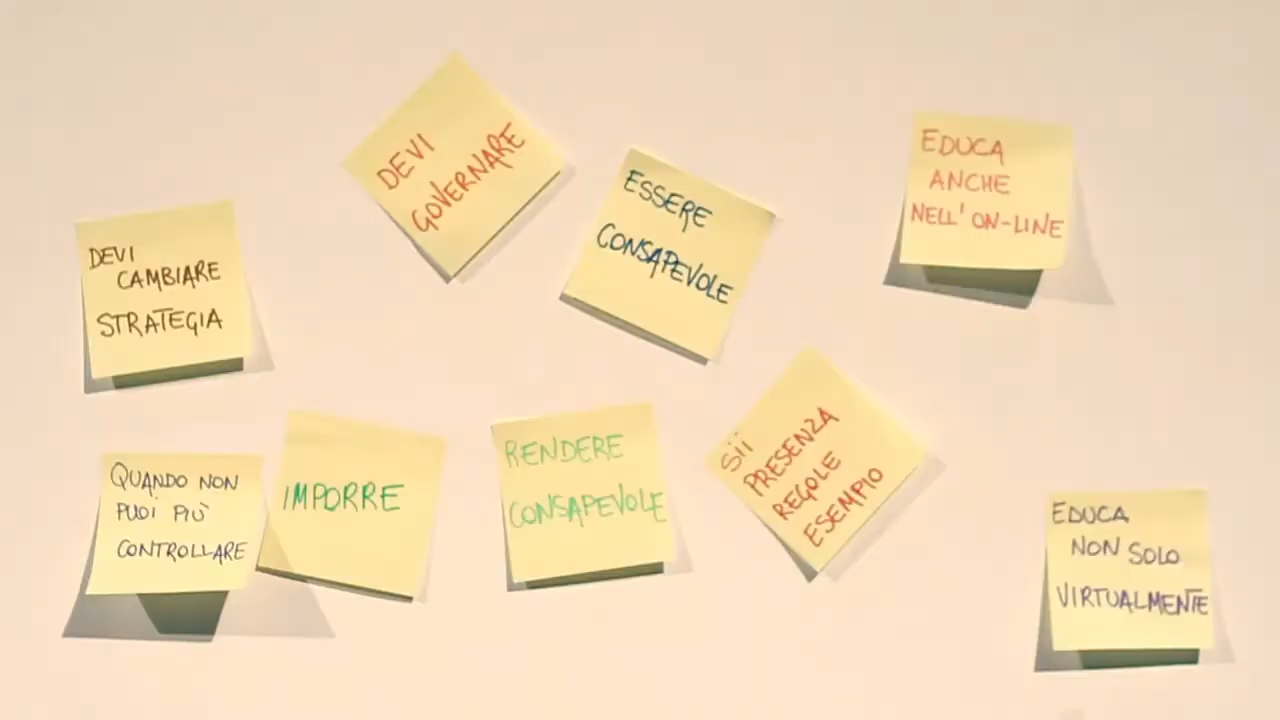 DEVI
GOVERNARE
ESSERE
CONSAPEVOLE
EDUCA
ANCHE
NELL' ON-LINE
DEVI
CAMBIARE
STRATEGIA
QUANDO NON
PUOI PIÙ
CONTROLLARE
IMPORRE
RENDERE
CONSAPEVOLE
SII
PRESENZA
REGOLE
ESEMPIO
EDUCA
NON SOLO
VIRTUALMENTE